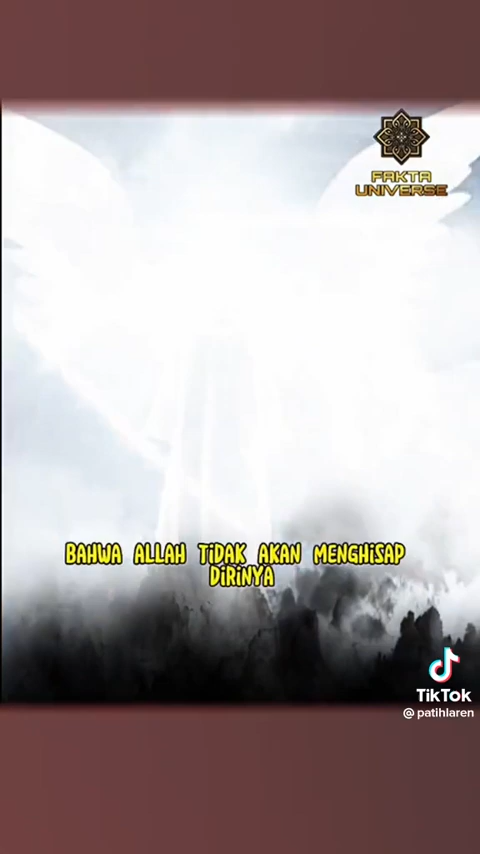 FAKTA
UNIVERSE
BAHWA ALLAH TiDAK AKAN MENGHiSAP
DiRiNYA
TikTok
@ patihlaren